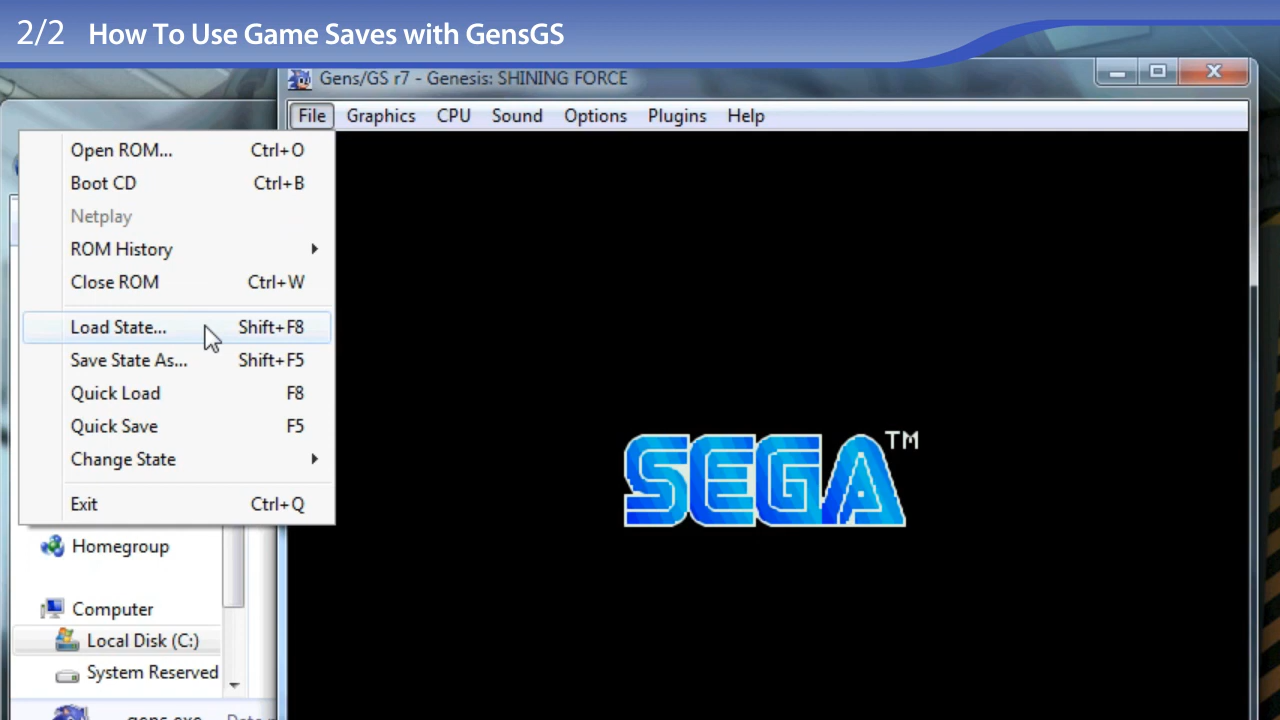 2/2 How To Use Game Saves with GensGS
Gens/GS r7 - Genesis: SHINING FORCE
File Graphics CPU Sound Options Plugins Help
Open ROM... Ctrl+O
Boot CD Ctrl+B
Netplay
ROM History
Close ROM Ctrl+W
Load State... Shift+F8
Save State As... Shift+F5
Quick Load F8
Quick Save F5
Change State
Exit Ctrl+Q
SEGA TM
Homegroup
Computer
Local Disk (C:)
System Reserved
gens.exe